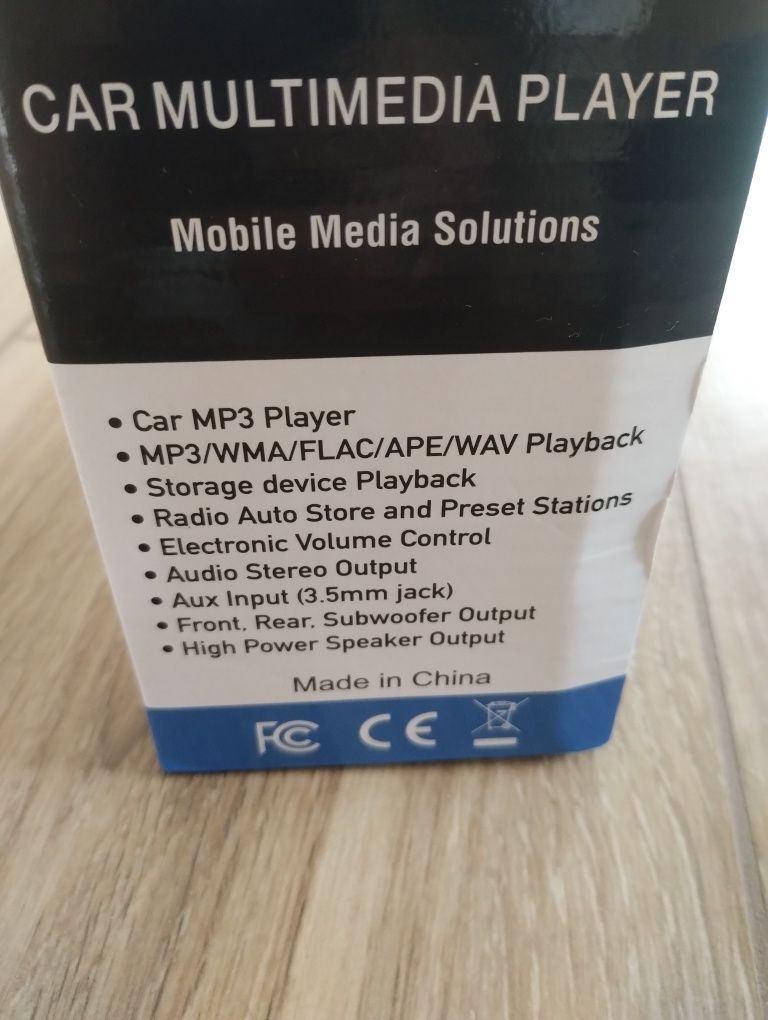 CAR MULTIMEDIA PLAYER
Mobile Media Solutions
• Car MP3 Player
• MP3/WMA/FLAC/APE/WAV Playback
• Storage device Playback
• Radio Auto Store and Preset Stations
• Electronic Volume Control
• Audio Stereo Output
• Aux Input (3.5mm jack)
• Front, Rear, Subwoofer Output
• High Power Speaker Output
Made in China
FC CE